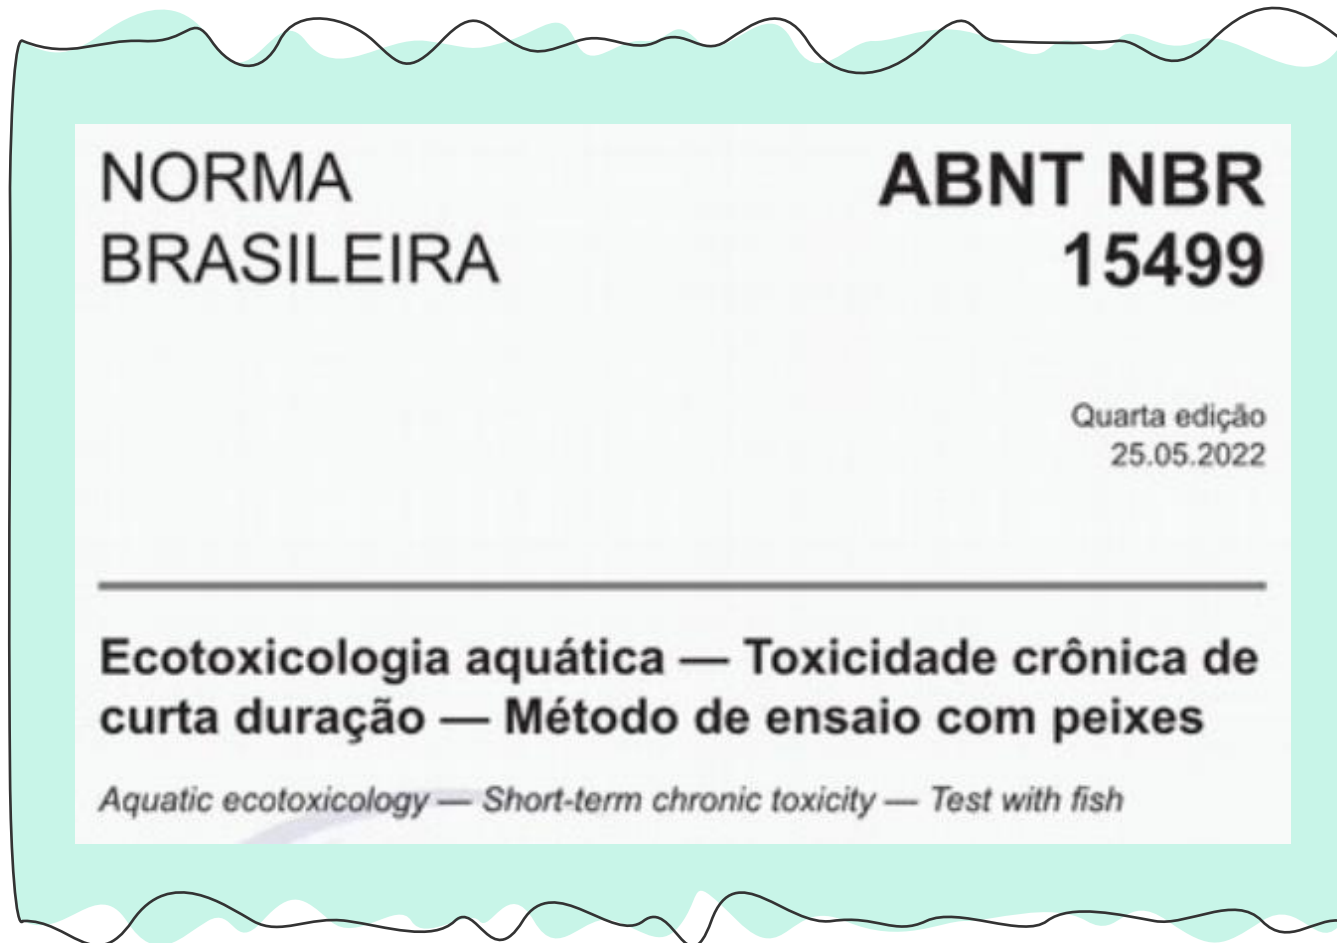 NORMA
BRASILEIRA
ABNT NBR
15499
Quarta edição
25.05.2022
Ecotoxicologia aquática — Toxicidade crônica de
curta duração — Método de ensaio com peixes
Aquatic ecotoxicology — Short-term chronic toxicity — Test with fish